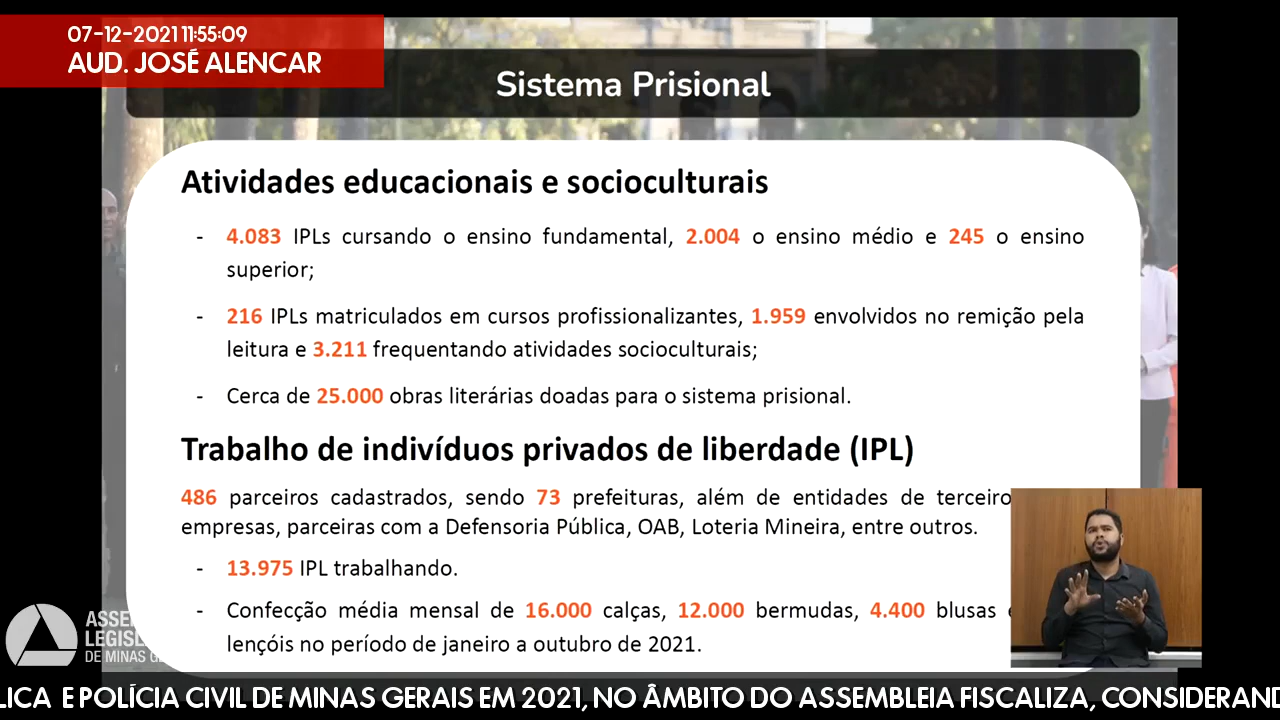 07-12-2021 11:55:09
AUD. JOSÉ ALENCAR
Sistema Prisional
Atividades educacionais e socioculturais
- 4.083 IPLs cursando o ensino fundamental, 2.004 o ensino médio e 245 o ensino
superior;
- 216 IPLs matriculados em cursos profissionalizantes, 1.959 envolvidos no remição pela
leitura e 3.211 frequentando atividades socioculturais;
- Cerca de 25.000 obras literárias doadas para o sistema prisional.
Trabalho de indivíduos privados de liberdade (IPL)
486 parceiros cadastrados, sendo 73 prefeituras, além de entidades de terceiro
empresas, parceiras com a Defensoria Pública, OAB, Loteria Mineira, entre outros.
- 13.975 IPL trabalhando.
- Confecção média mensal de 16.000 calças, 12.000 bermudas, 4.400 blusas
lençóis no período de janeiro a outubro de 2021.
ASSE
LEGISL
DE MINAS GE
LICA E POLÍCIA CIVIL DE MINAS GERAIS EM 2021, NO ÂMBITO DO ASSEMBLEIA FISCALIZA, CONSIDERAND